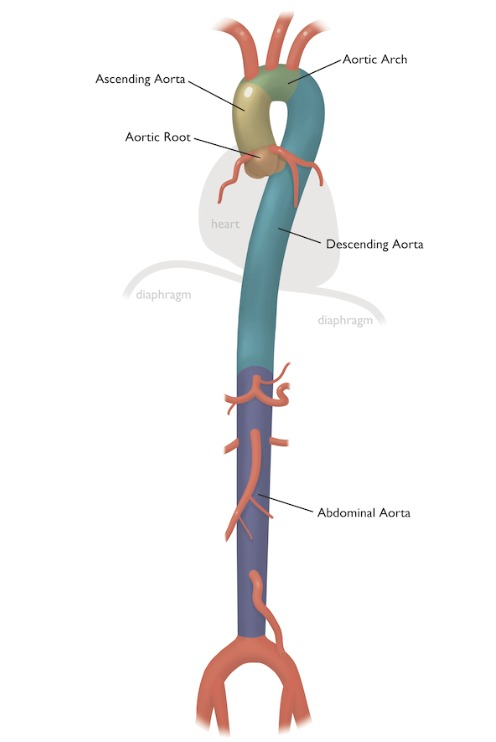 Aortic Arch
Ascending Aorta
Aortic Root
heart
Descending Aorta
diaphragm
diaphragm
Abdominal Aorta